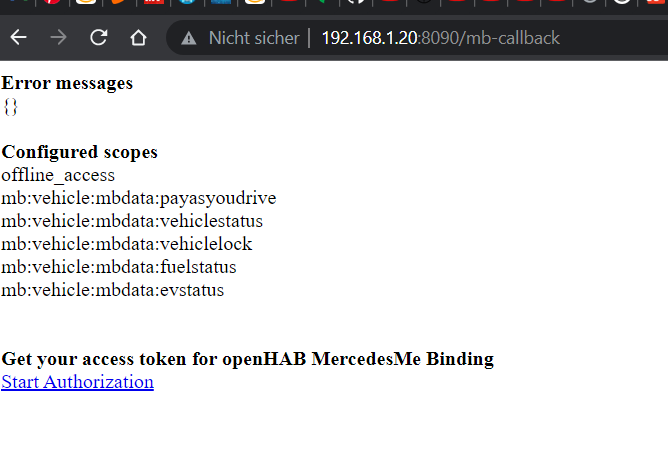 Nicht sicher | 192.168.1.20:8090/mb-callback
Error messages
{}
Configured scopes
offline_access
mb:vehicle:mbdata:payasyoudrive
mb:vehicle:mbdata:vehiclestatus
mb:vehicle:mbdata:vehiclelock
mb:vehicle:mbdata:fuelstatus
mb:vehicle:mbdata:evstatus
Get your access token for openHAB MercedesMe Binding
Start Authorization